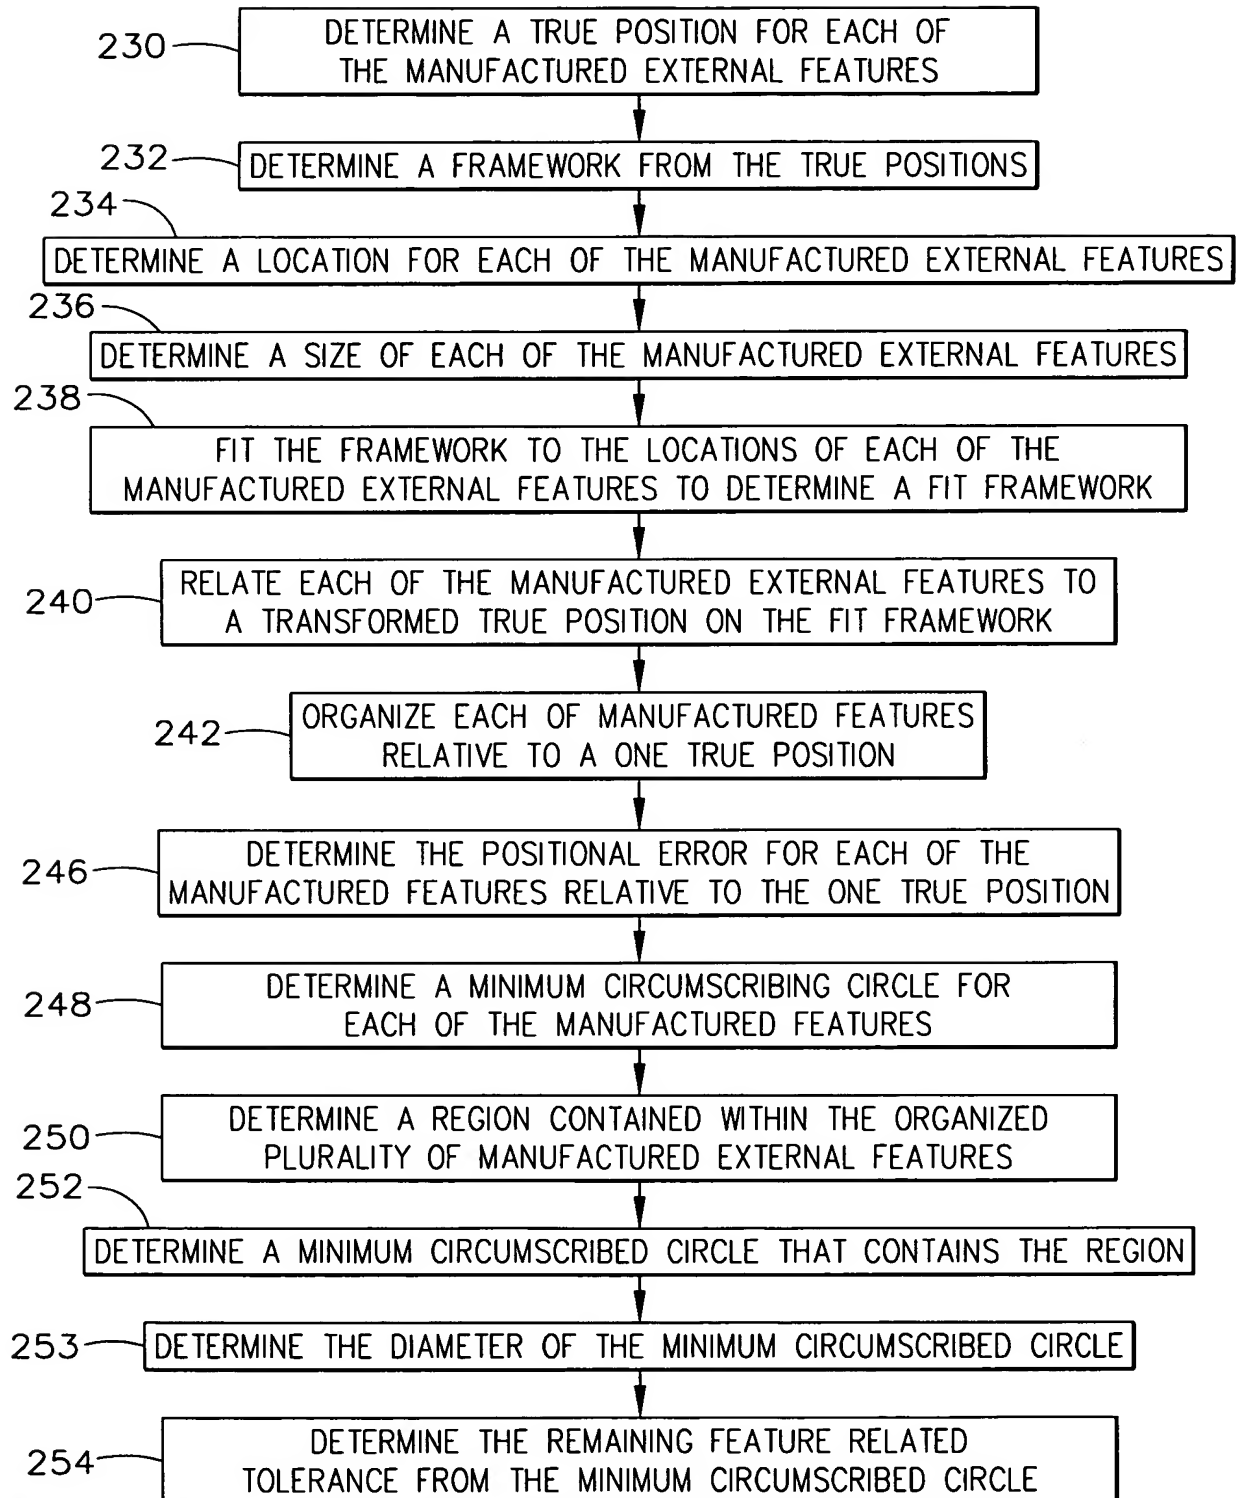 230
DETERMINE A TRUE POSITION FOR EACH OF
THE MANUFACTURED EXTERNAL FEATURES
232
DETERMINE A FRAMEWORK FROM THE TRUE POSITIONS
234
DETERMINE A LOCATION FOR EACH OF THE MANUFACTURED EXTERNAL FEATURES
236
DETERMINE A SIZE OF EACH OF THE MANUFACTURED EXTERNAL FEATURES
238
FIT THE FRAMEWORK TO THE LOCATIONS OF EACH OF THE
MANUFACTURED EXTERNAL FEATURES TO DETERMINE A FIT FRAMEWORK
240
RELATE EACH OF THE MANUFACTURED EXTERNAL FEATURES TO
A TRANSFORMED TRUE POSITION ON THE FIT FRAMEWORK
242
ORGANIZE EACH OF MANUFACTURED FEATURES
RELATIVE TO A ONE TRUE POSITION
246
DETERMINE THE POSITIONAL ERROR FOR EACH OF THE
MANUFACTURED FEATURES RELATIVE TO THE ONE TRUE POSITION
248
DETERMINE A MINIMUM CIRCUMSCRIBING CIRCLE FOR
EACH OF THE MANUFACTURED FEATURES
250
DETERMINE A REGION CONTAINED WITHIN THE ORGANIZED
PLURALITY OF MANUFACTURED EXTERNAL FEATURES
252
DETERMINE A MINIMUM CIRCUMSCRIBED CIRCLE THAT CONTAINS THE REGION
253
DETERMINE THE DIAMETER OF THE MINIMUM CIRCUMSCRIBED CIRCLE
254
DETERMINE THE REMAINING FEATURE RELATED
TOLERANCE FROM THE MINIMUM CIRCUMSCRIBED CIRCLE